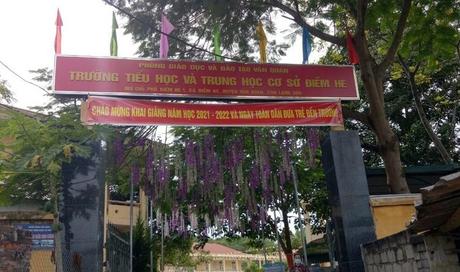 PHÒNG GIÁO DỤC VÀ ĐÀO TẠO VĂN QUAN
TRƯỜNG TIỂU HỌC VÀ TRUNG HỌC CƠ SỞ ĐIỀM HE
CHÀO MỪNG KHAI GIẢNG NĂM HỌC 2021 - 2022 VÀ NGÀY TOÀN DÂN ĐƯA TRẺ ĐẾN TRƯỜNG